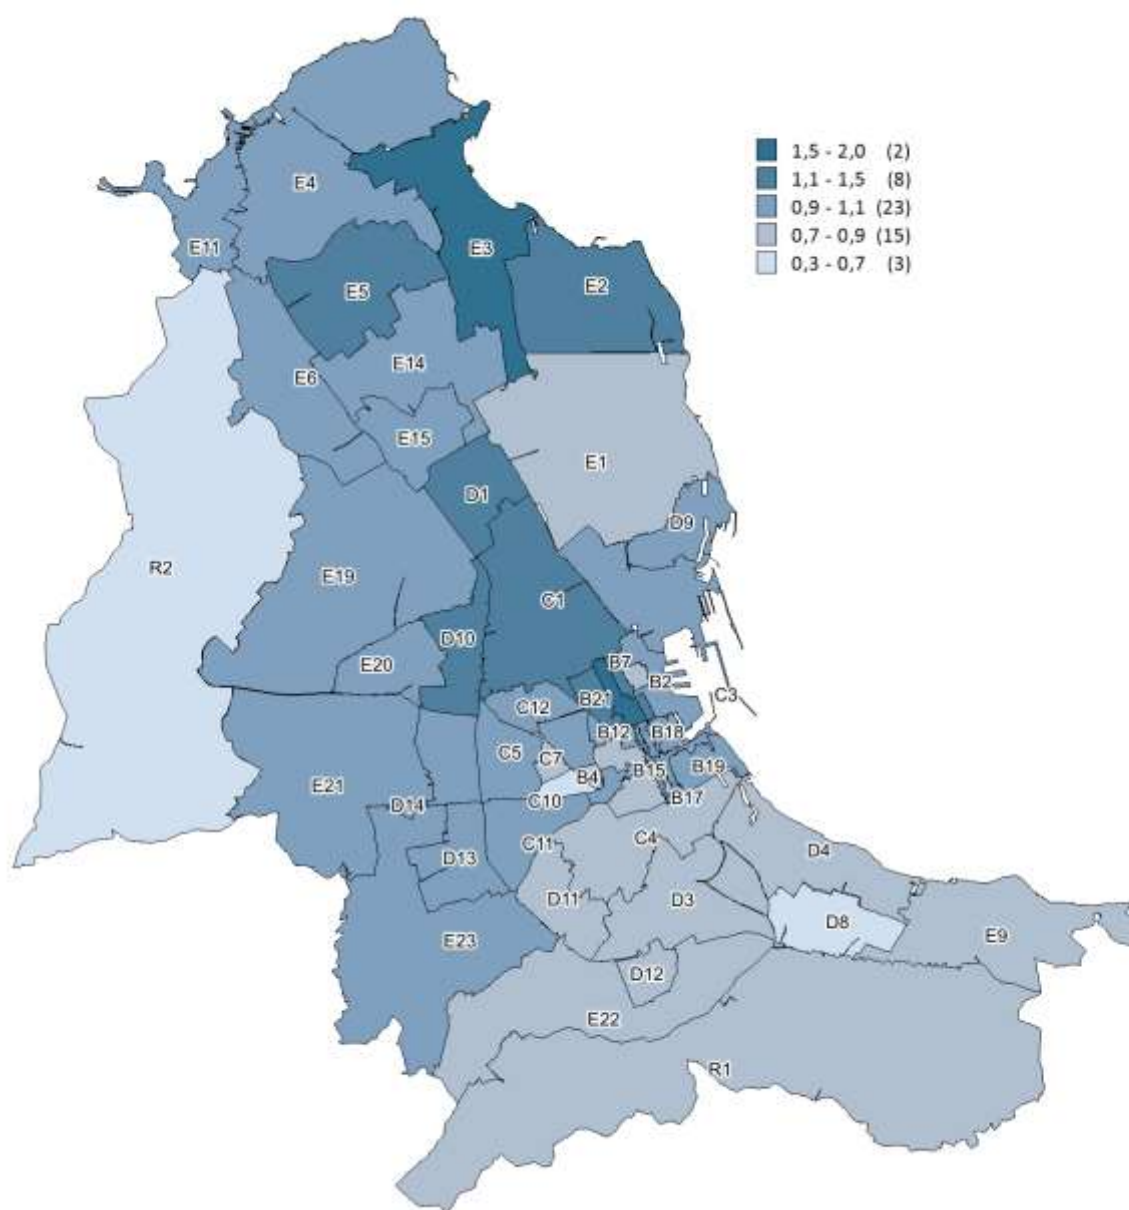 1,5 - 2,0 (2)
1,1 - 1,5 (8)
0,9 - 1,1 (23)
0,7 - 0,9 (15)
0,3 - 0,7 (3)
E4
E11
E3
E5
E2
E14
E6
E15
E1
D1
D9
R2
E19
C1
D10
E20
B7
B2
C3
B21
C12
B12
B18
C5
C7
B4
B15
B19
E21
C10
B17
D14
C11
C4
D13
D4
D11
D3
D8
E23
E9
D12
E22
R1